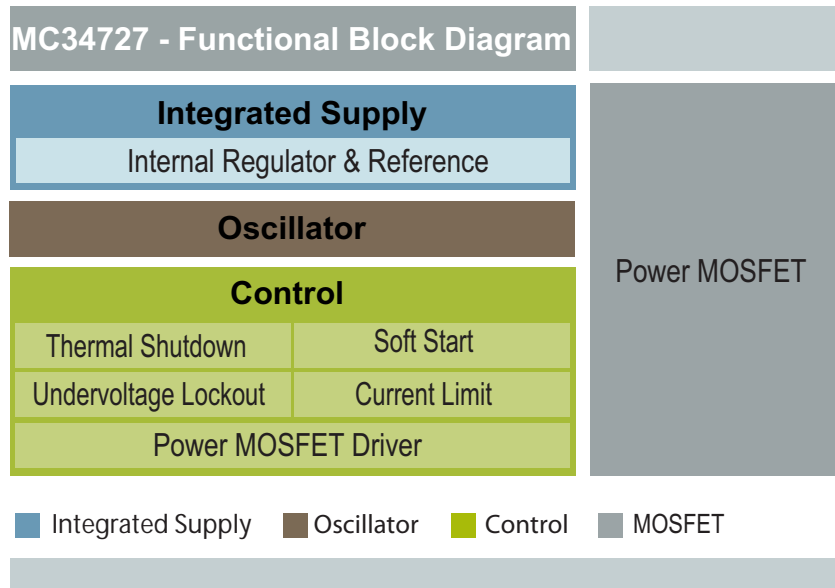 MC34727 - Functional Block Diagram
Integrated Supply
Internal Regulator & Reference
Oscillator
Control
Thermal Shutdown
Soft Start
Undervoltage Lockout
Current Limit
Power MOSFET Driver
Power MOSFET
Integrated Supply
Oscillator
Control
MOSFET